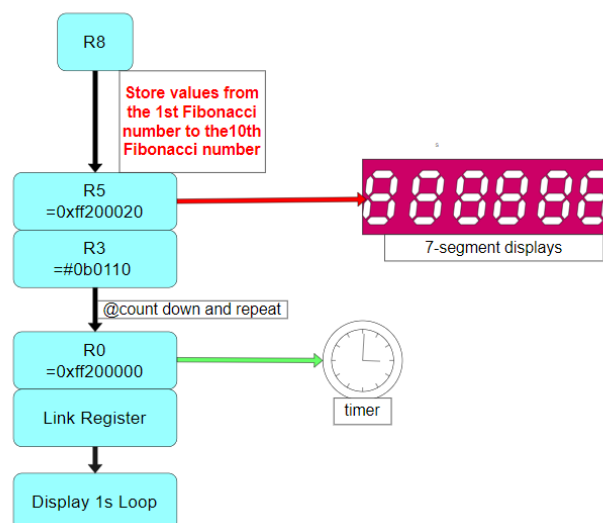 R8
Store values from
the 1st Fibonacci
number to the10th
Fibonacci number
R5
=0xff200020
R3
=#0b0110
7-segment displays
@count down and repeat
R0
=0xff200000
Link Register
timer
Display 1s Loop